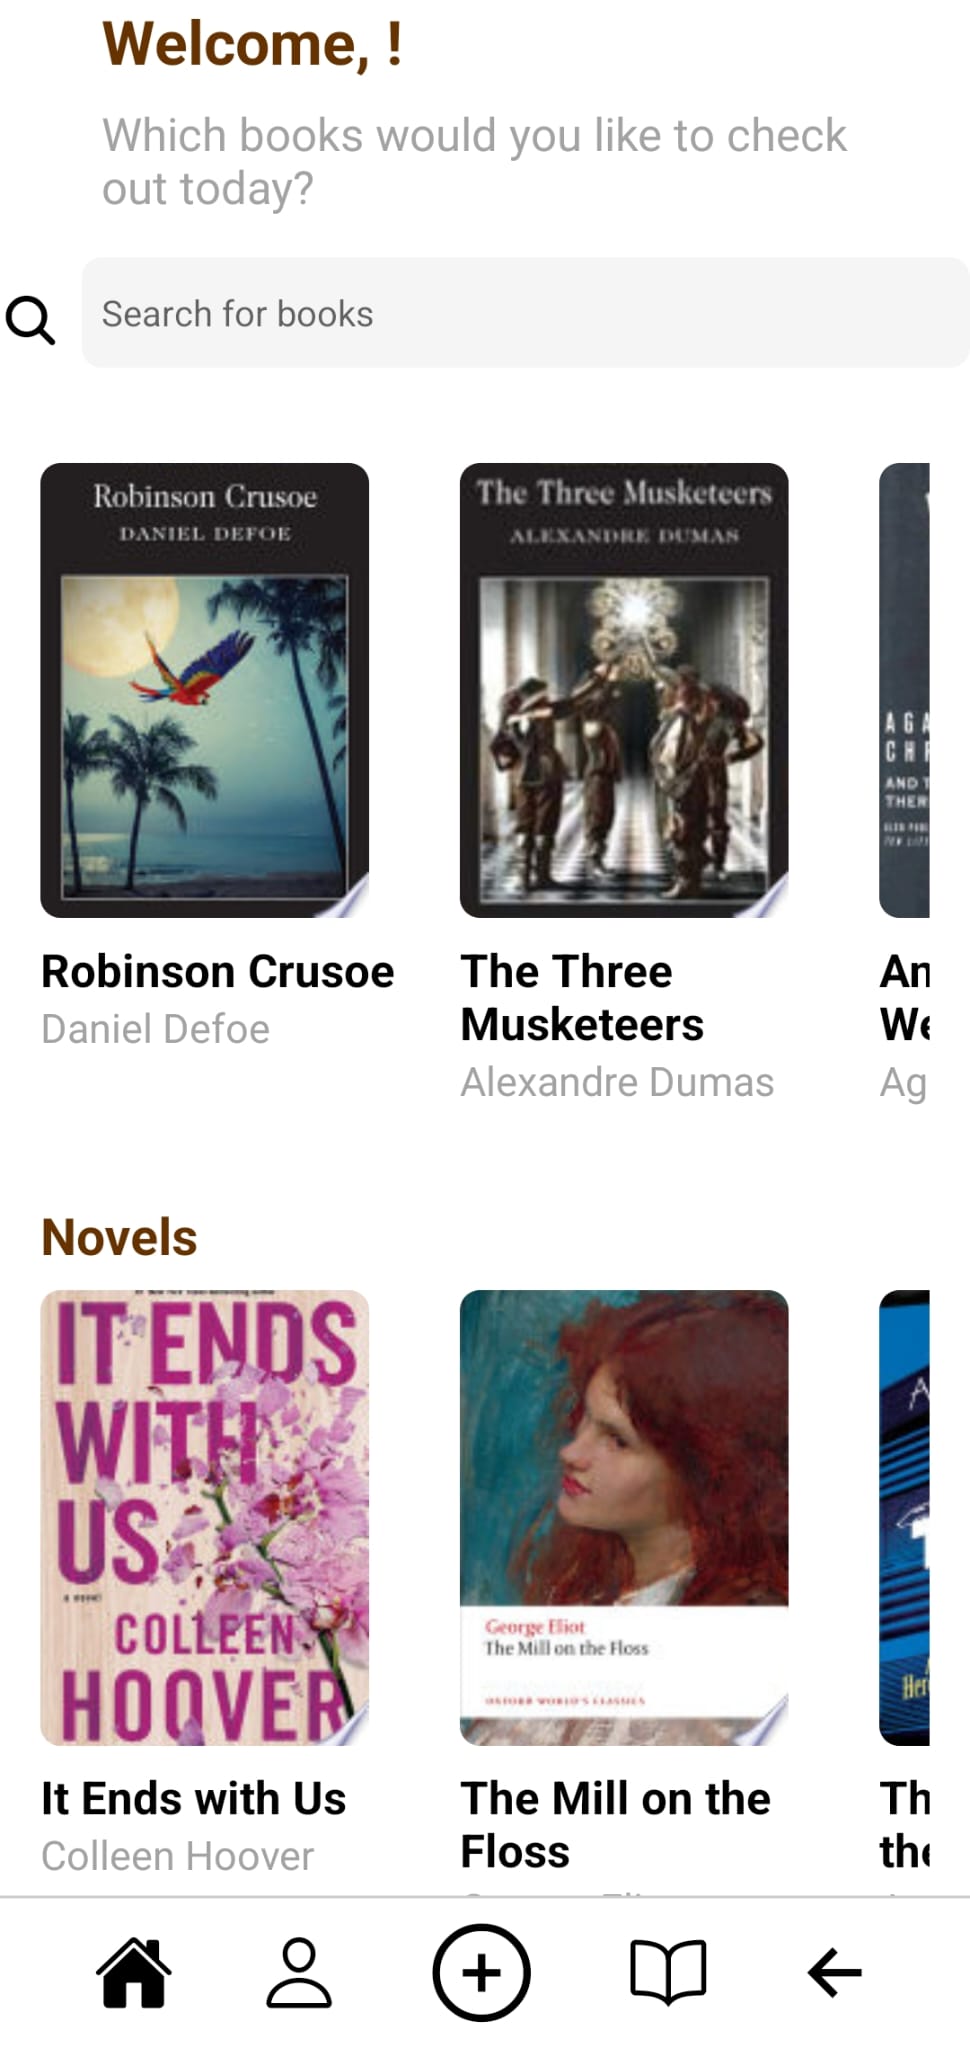 Welcome, !
Which books would you like to check
out today?
Search for books
Robinson Crusoe
DANIEL DEFOE
The Three Musketeers
ALEXANDRE DUMAS
AGA
CHR
AND T
THER
Robinson Crusoe
Daniel Defoe
The Three
Musketeers
Alexandre Dumas
An
We
Ag
Novels
IT ENDS
WITH
US
a novel
COLLEEN
HOOVER
George Eliot
The Mill on the Floss
OXFORD WORLD'S CLASSICS
A
T
Her
It Ends with Us
Colleen Hoover
The Mill on the
Floss
Th
the